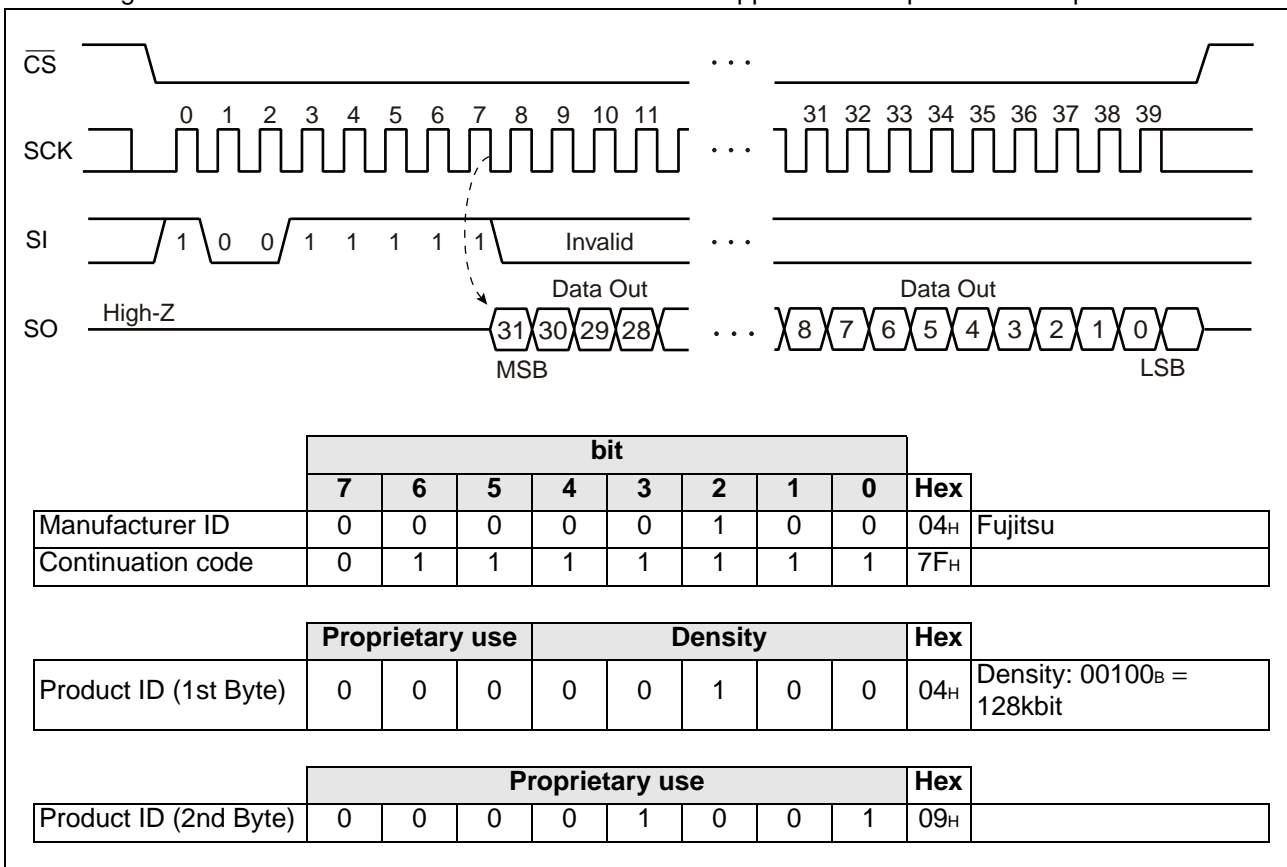 CS
0 1 2 3 4 5 6 7 8 9 10 11 31 32 33 34 35 36 37 38 39
SCK
SI 1 0 0 1 1 1 1 1 Invalid
Data Out Data Out
High-Z
SO 31 30 29 28 8 7 6 5 4 3 2 1 0
MSB LSB
bit
7 6 5 4 3 2 1 0 Hex
Manufacturer ID 0 0 0 0 0 1 0 0 04H Fujitsu
Continuation code 0 1 1 1 1 1 1 1 7FH
Proprietary use Density Hex
Product ID (1st Byte) 0 0 0 0 0 1 0 0 04H Density: 00100B =
128kbit
Proprietary use Hex
Product ID (2nd Byte) 0 0 0 0 1 0 0 1 09H